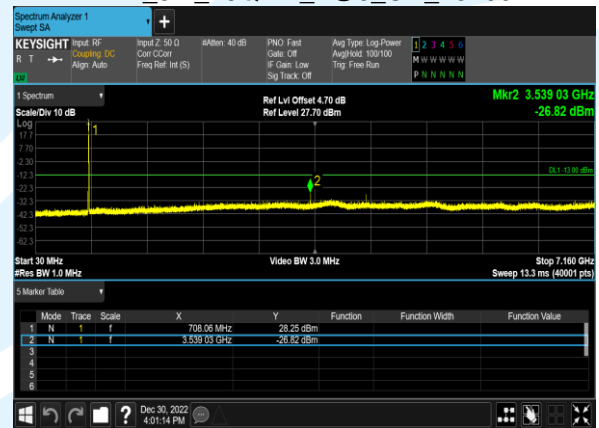 Spectrum Analyzer 1
Swept SA
KEYSIGHT Input: RF Input Z: 50 Ω #Atten: 40 dB PNO: Fast Avg Type: Log-Power 1 2 3 4 5 6
R T Coupling: DC Corr CCorr Gate: Off Avg|Hold: 100/100 M W W W W W
Align: Auto Freq Ref: Int (S) IF Gain: Low Trig: Free Run
Sig Track: Off P N N N N N
1 Spectrum Ref Lvl Offset 4.70 dB Mkr2 3.539 03 GHz
Scale/Div 10 dB Ref Level 27.70 dBm -26.82 dBm
Log
17.7
7.70
-2.30
-12.3
-22.3
-32.3
-42.3
-52.3
-62.3
1
2
DL1 -13.00 dBm
Start 30 MHz Video BW 3.0 MHz Stop 7.160 GHz
#Res BW 1.0 MHz Sweep 13.3 ms (40001 pts)
5 Marker Table
Mode Trace Scale X Y Function Function Width Function Value
1 N 1 f 708.06 MHz 28.25 dBm
2 N 1 f 3.539 03 GHz -26.82 dBm
3
4
5
6
? Dec 30, 2022
4:01:14 PM